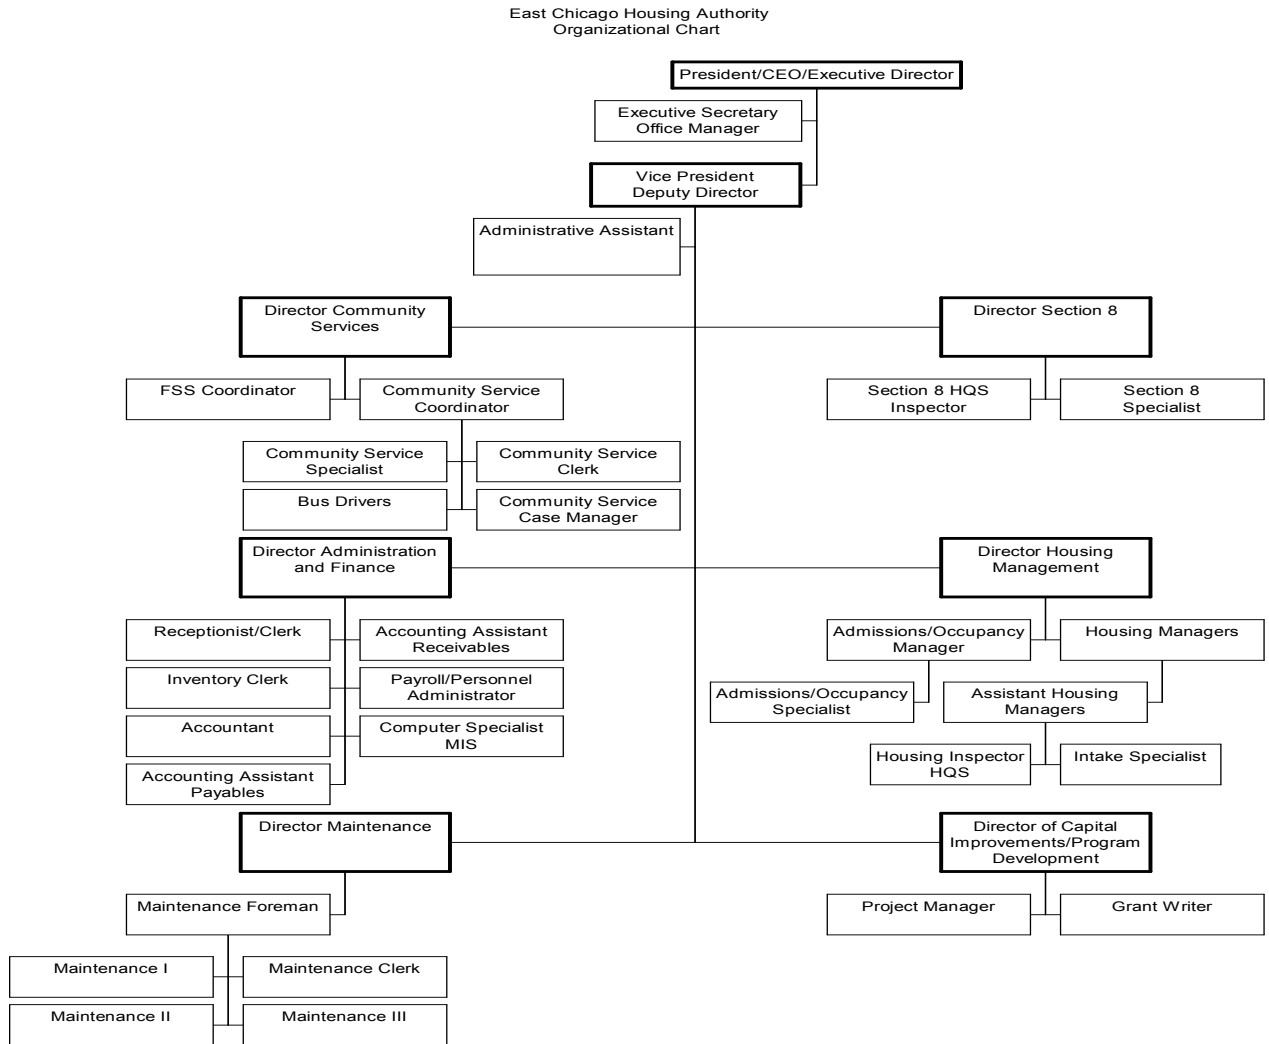 East Chicago Housing Authority
Organizational Chart
President/CEO/Executive Director
Executive Secretary
Office Manager
Vice President
Deputy Director
Administrative Assistant
Director Community
Services
Director Section 8
FSS Coordinator
Community Service
Coordinator
Section 8 HQS
Inspector
Section 8
Specialist
Community Service
Specialist
Community Service
Clerk
Bus Drivers
Community Service
Case Manager
Director Administration
and Finance
Director Housing
Management
Receptionist/Clerk
Accounting Assistant
Receivables
Admissions/Occupancy
Manager
Housing Managers
Inventory Clerk
Payroll/Personnel
Administrator
Admissions/Occupancy
Specialist
Assistant Housing
Managers
Accountant
Computer Specialist
MIS
Housing Inspector
HQS
Intake Specialist
Accounting Assistant
Payables
Director Maintenance
Director of Capital
Improvements/Program
Development
Maintenance Foreman
Project Manager
Grant Writer
Maintenance I
Maintenance Clerk
Maintenance II
Maintenance III